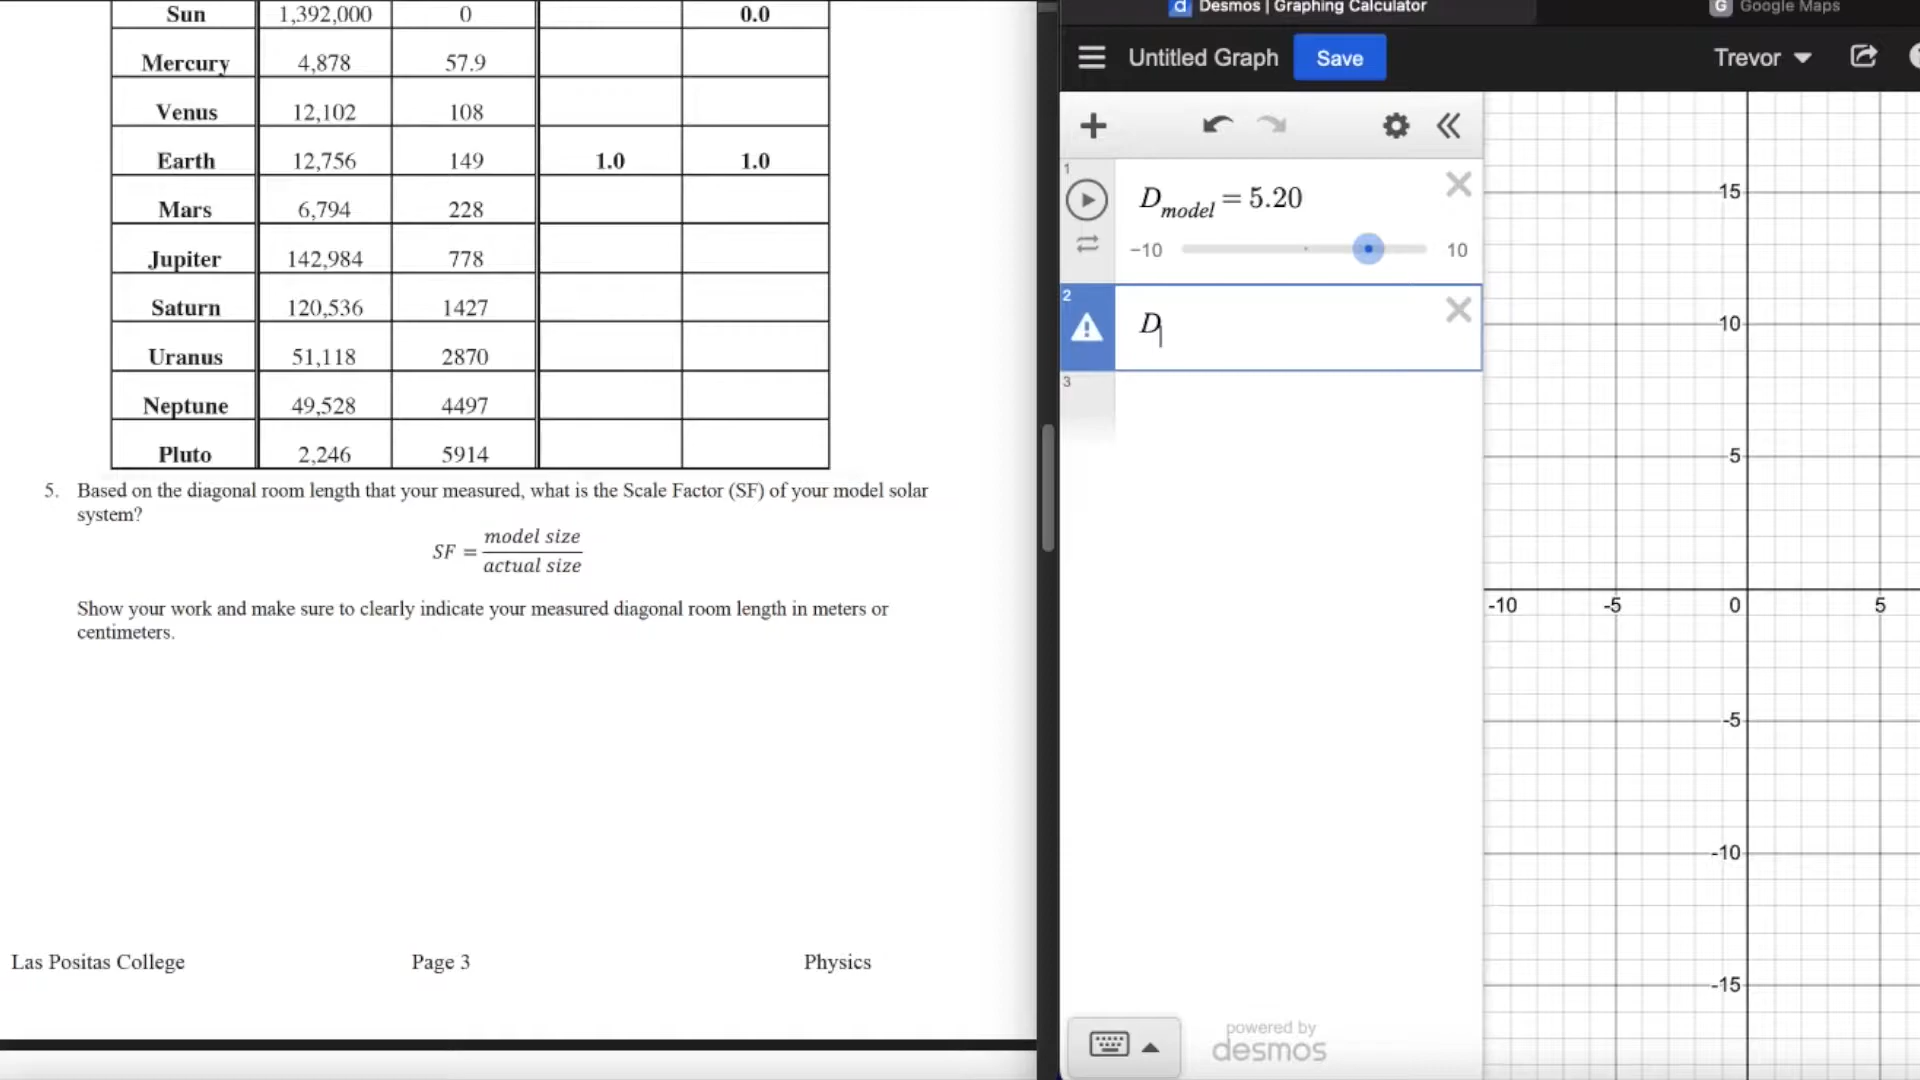 Sun 1,392,000 0 0.0
Mercury 4,878 57.9
Venus 12,102 108
Earth 12,756 149 1.0 1.0
Mars 6,794 228
Jupiter 142,984 778
Saturn 120,536 1427
Uranus 51,118 2870
Neptune 49,528 4497
Pluto 2,246 5914
5. Based on the diagonal room length that your measured, what is the Scale Factor (SF) of your model solar
system?
SF = model size
actual size
Show your work and make sure to clearly indicate your measured diagonal room length in meters or
centimeters.
Las Positas College Page 3 Physics
d Desmos | Graphing Calculator
G Google Maps
Untitled Graph Save Trevor
1
D model = 5.20
−10 10
2
D
3
powered by
desmos
15
10
5
-10 -5 0 5
-5
-10
-15